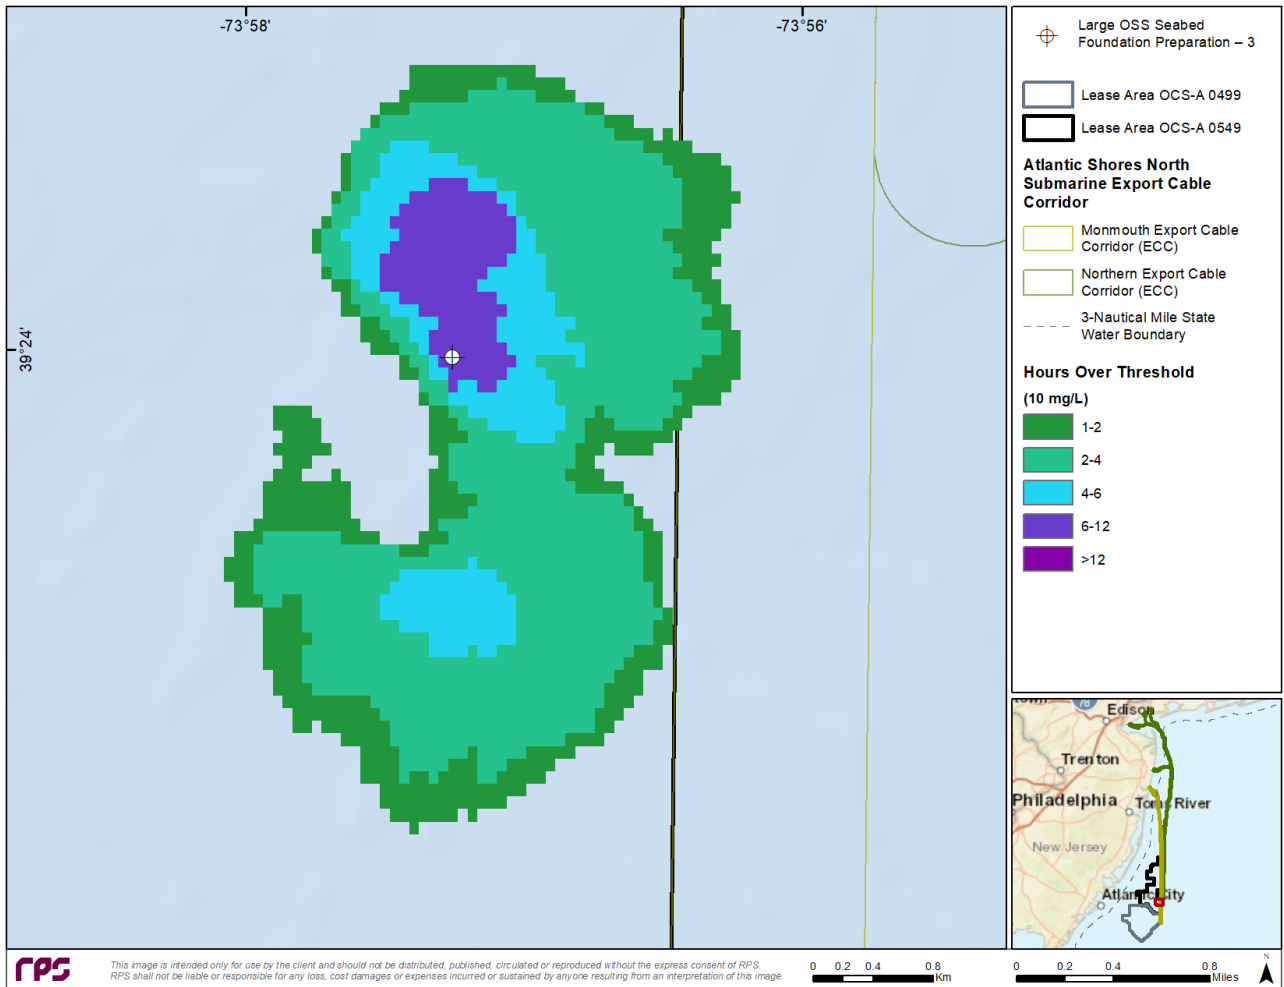 -73°58'
-73°56'
39°24'
Large OSS Seabed
Foundation Preparation – 3
Lease Area OCS-A 0499
Lease Area OCS-A 0549
Atlantic Shores North
Submarine Export Cable
Corridor
Monmouth Export Cable
Corridor (ECC)
Northern Export Cable
Corridor (ECC)
3-Nautical Mile State
Water Boundary
Hours Over Threshold
(10 mg/L)
1-2
2-4
4-6
6-12
>12
78
Edison
Trenton
Philadelphia
Toms River
New Jersey
Atlantic City
rps
This image is intended only for use by the client and should not be distributed, published, circulated or reproduced without the express consent of RPS.
RPS shall not be liable or responsible for any loss, cost damages or expenses incurred or sustained by anyone resulting from an interpretation of this image.
0 0.2 0.4 0.8
Km
0 0.2 0.4 0.8
Miles
N